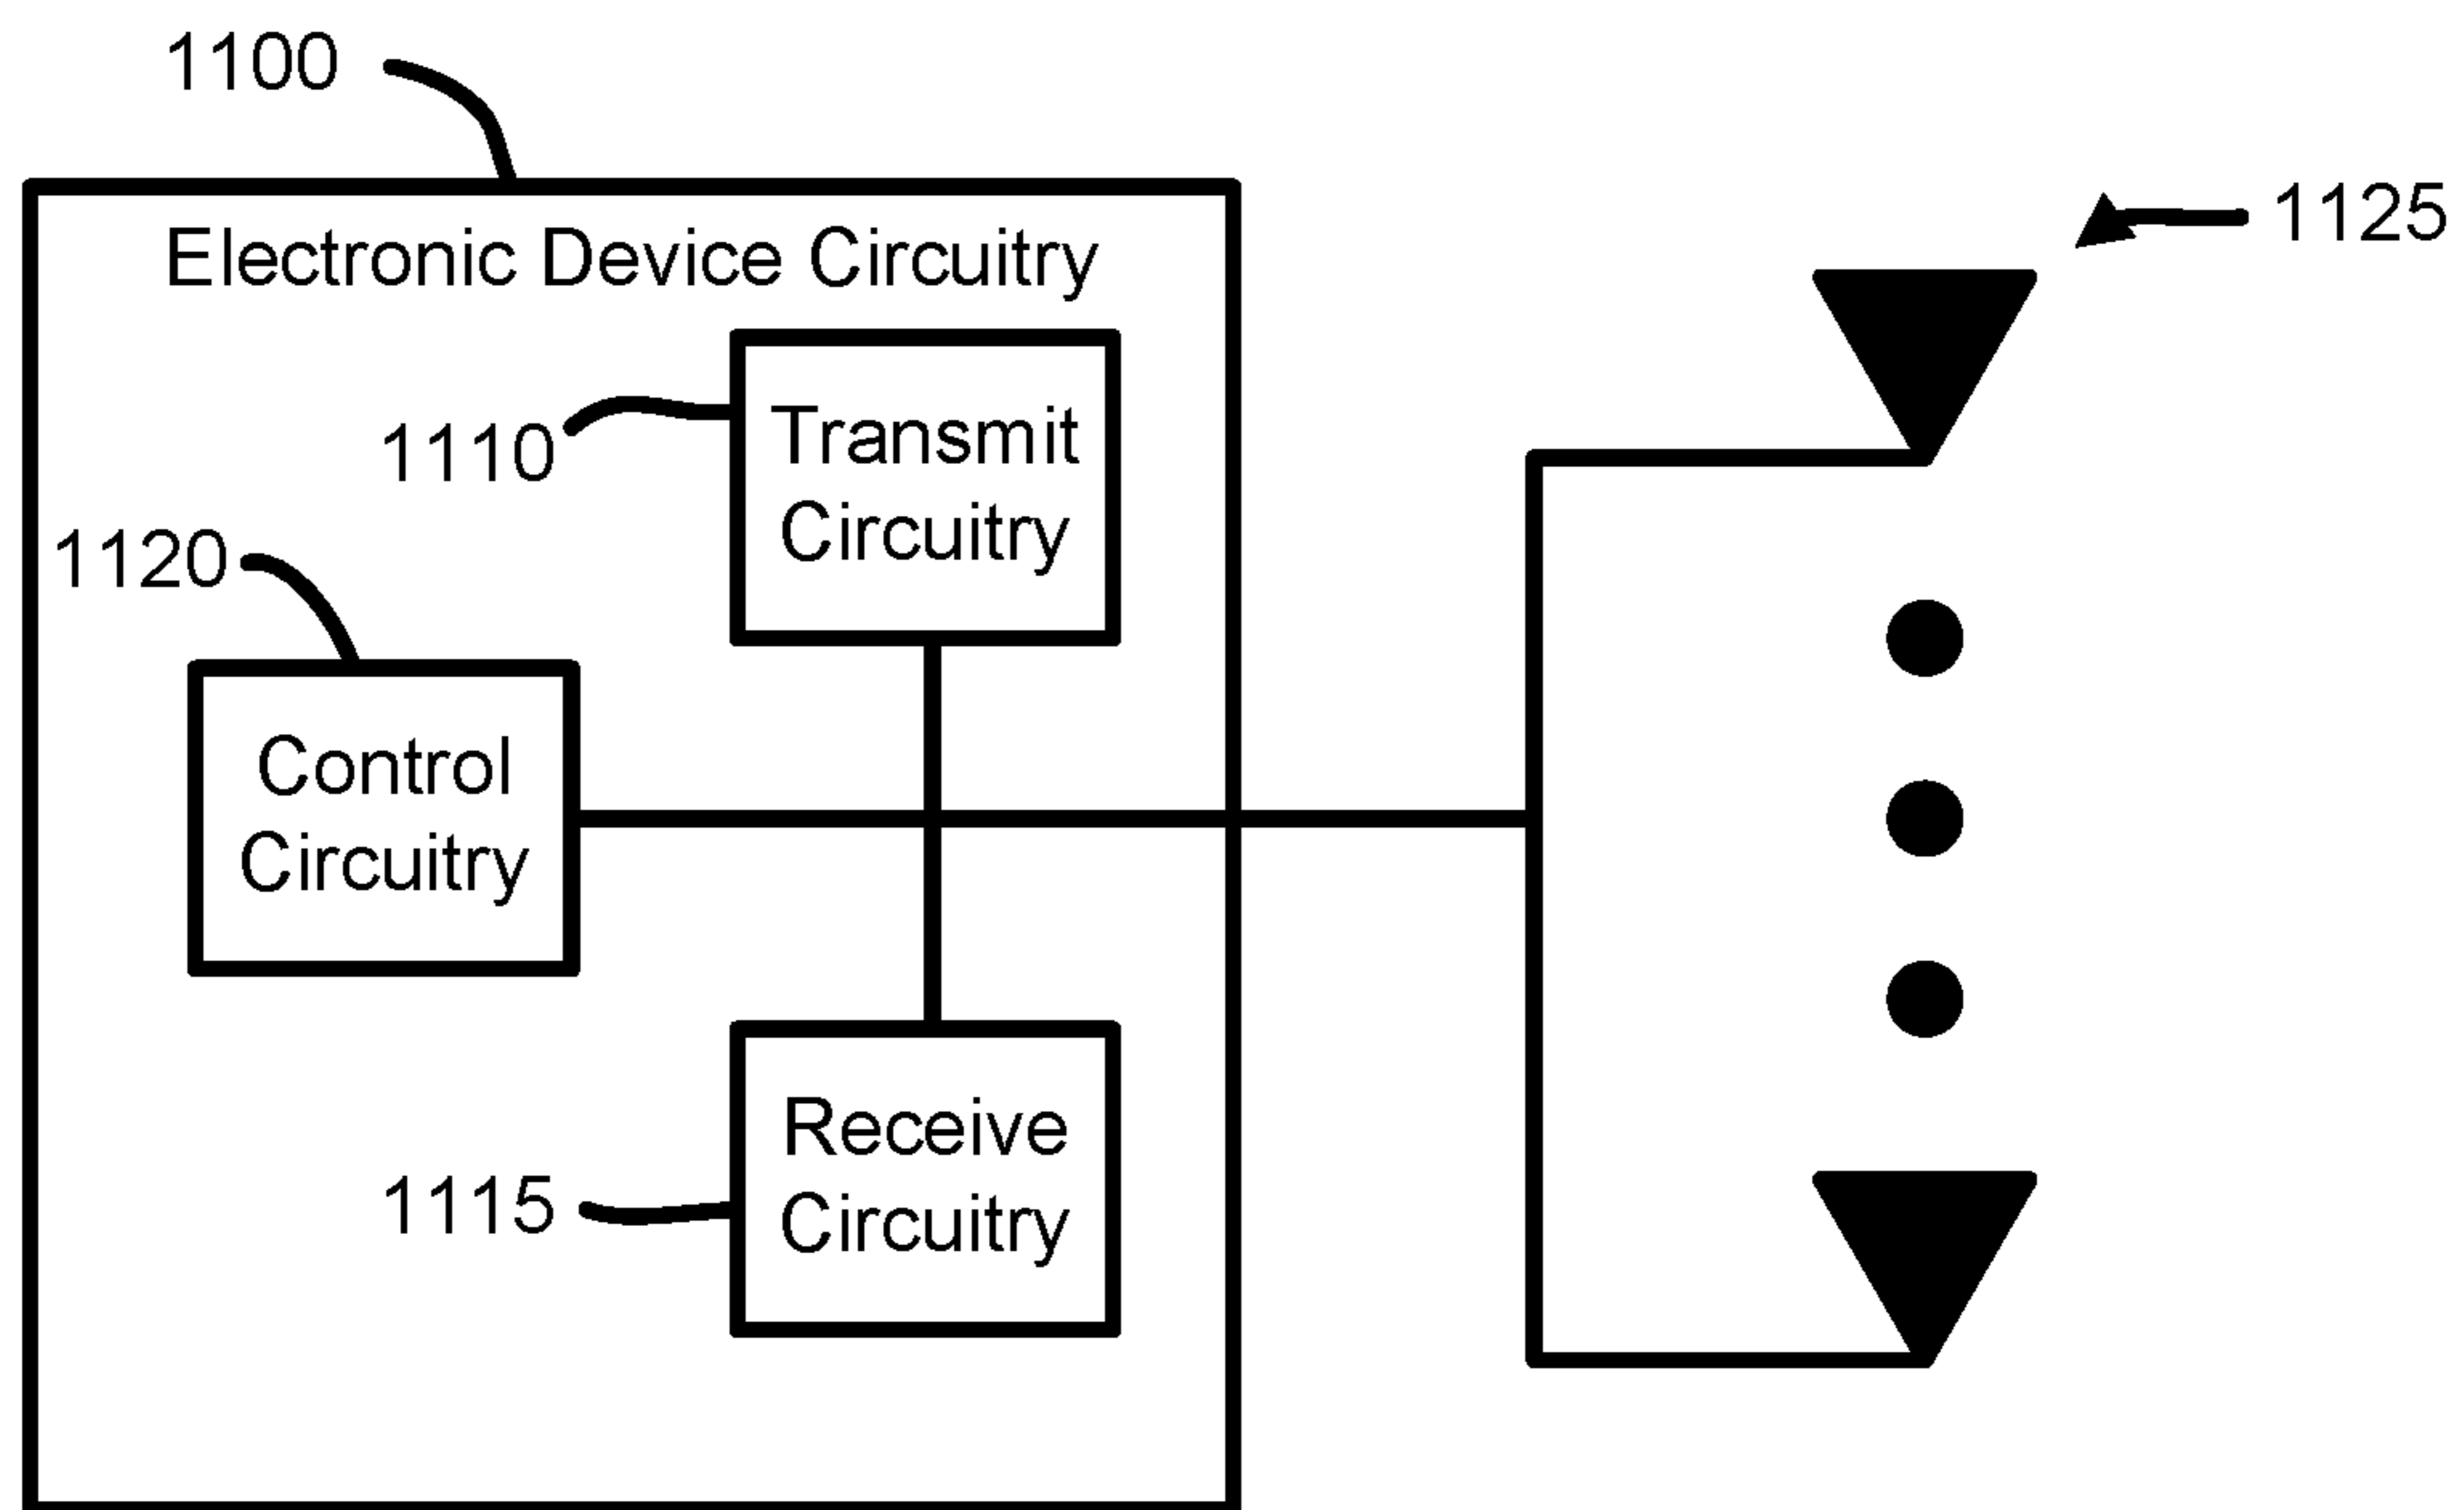 1100
1125
Electronic Device Circuitry
1110
Transmit
Circuitry
1120
Control
Circuitry
1115
Receive
Circuitry